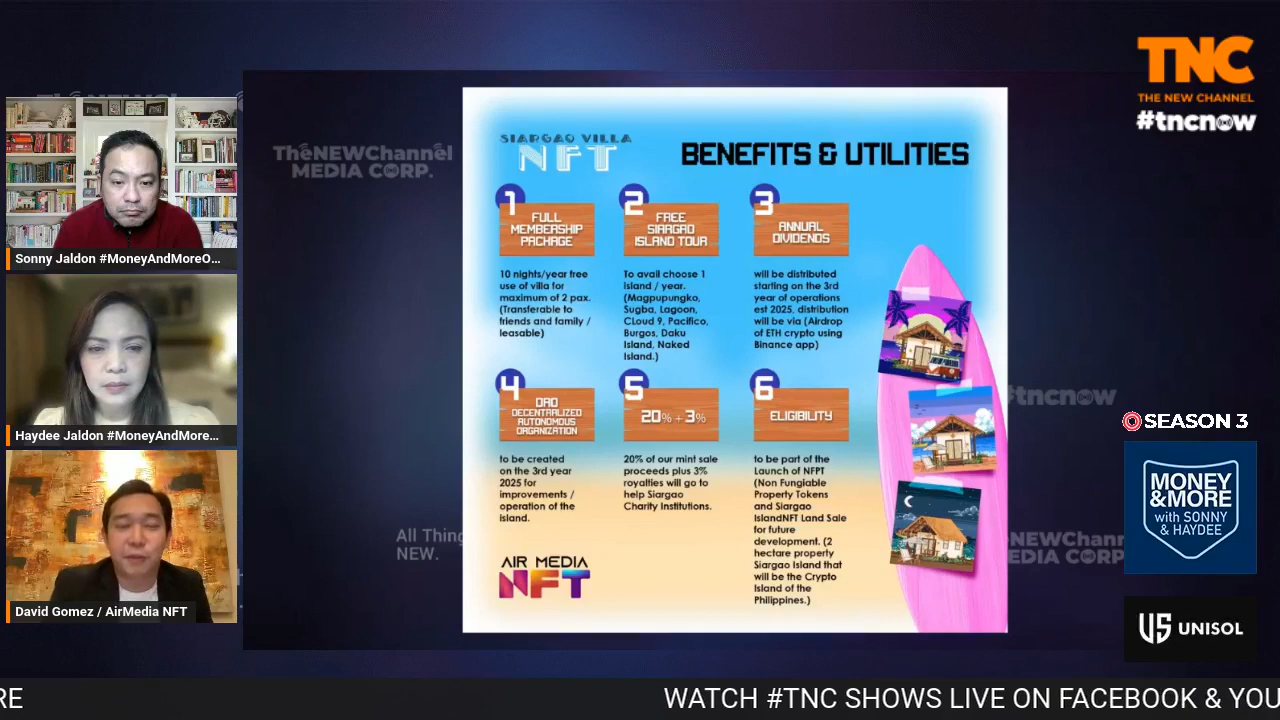 TNC
THE NEW CHANNEL
#tncnow
TheNEWChannel
MEDIA CORP.
Sonny Jaldon #MoneyAndMoreO...
Haydee Jaldon #MoneyAndMore...
David Gomez / AirMedia NFT
SIARGAO VILLA
NFT
BENEFITS & UTILITIES
1
FULL
MEMBERSHIP
PACKAGE
10 nights/year free
use of villa for
maximum of 2 pax.
(Transferable to
friends and family /
leasable)
2
FREE
SIARGAO
ISLAND TOUR
To avail choose 1
island / year.
(Magpupungko,
Sugba, Lagoon,
CLoud 9, Pacifico,
Burgos, Daku
Island, Naked
Island.)
3
ANNUAL
DIVIDENDS
will be distributed
starting on the 3rd
year of operations
est 2025, distribution
will be via (Airdrop
of ETH crypto using
Binance app)
4
DAO
DECENTRALIZED
AUTONOMOUS
ORGANIZATION
to be created
on the 3rd year
2025 for
improvements /
operation of the
island.
5
20% + 3%
20% of our mint sale
proceeds plus 3%
royalties will go to
help Siargao
Charity Institutions.
6
ELIGIBILITY
to be part of the
Launch of NFPT
(Non Fungiable
Property Tokens
and Siargao
IslandNFT Land Sale
for future
development. (2
hectare property
Siargao Island that
will be the Crypto
Island of the
Philippines.)
AIR MEDIA
NFT
All Thing
NEW.
#tncnow
NEWChann
EDIA CORP
SEASON 3
MONEY
&MORE
with SONNY
& HAYDEE
US UNISOL
RE
WATCH #TNC SHOWS LIVE ON FACEBOOK & YOU